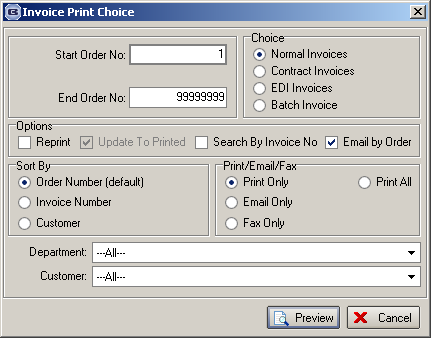 Invoice Print Choice
Start Order No: 1
End Order No: 99999999
Choice
Normal Invoices
Contract Invoices
EDI Invoices
Batch Invoice
Options
Reprint Update To Printed Search By Invoice No Email by Order
Sort By
Order Number (default)
Invoice Number
Customer
Print/Email/Fax
Print Only Print All
Email Only
Fax Only
Department: ---All---
Customer: ---All---
Preview Cancel